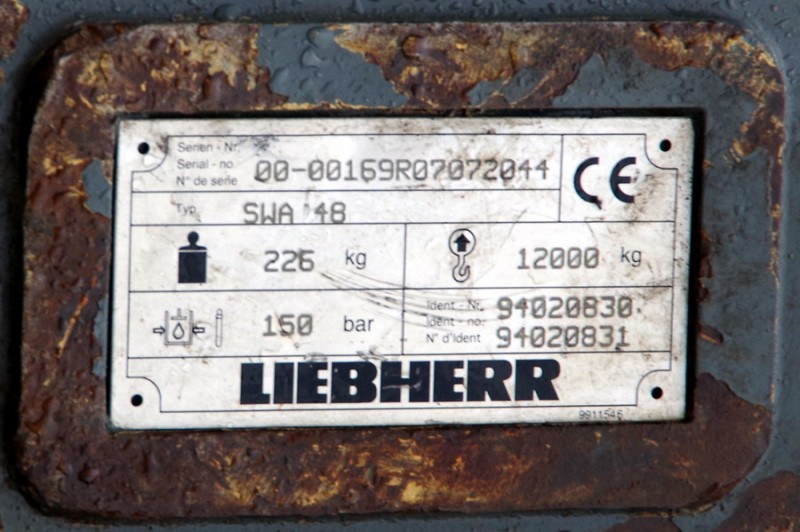 Serien - Nr.
Serial - no. 00-00169R07072044
N° de serie
CE
Typ SWA 48
226 kg
12000 kg
150 bar
Ident - Nr. 94020830
Ident - no.
N° d'ident 94020831
LIEBHERR
9911546